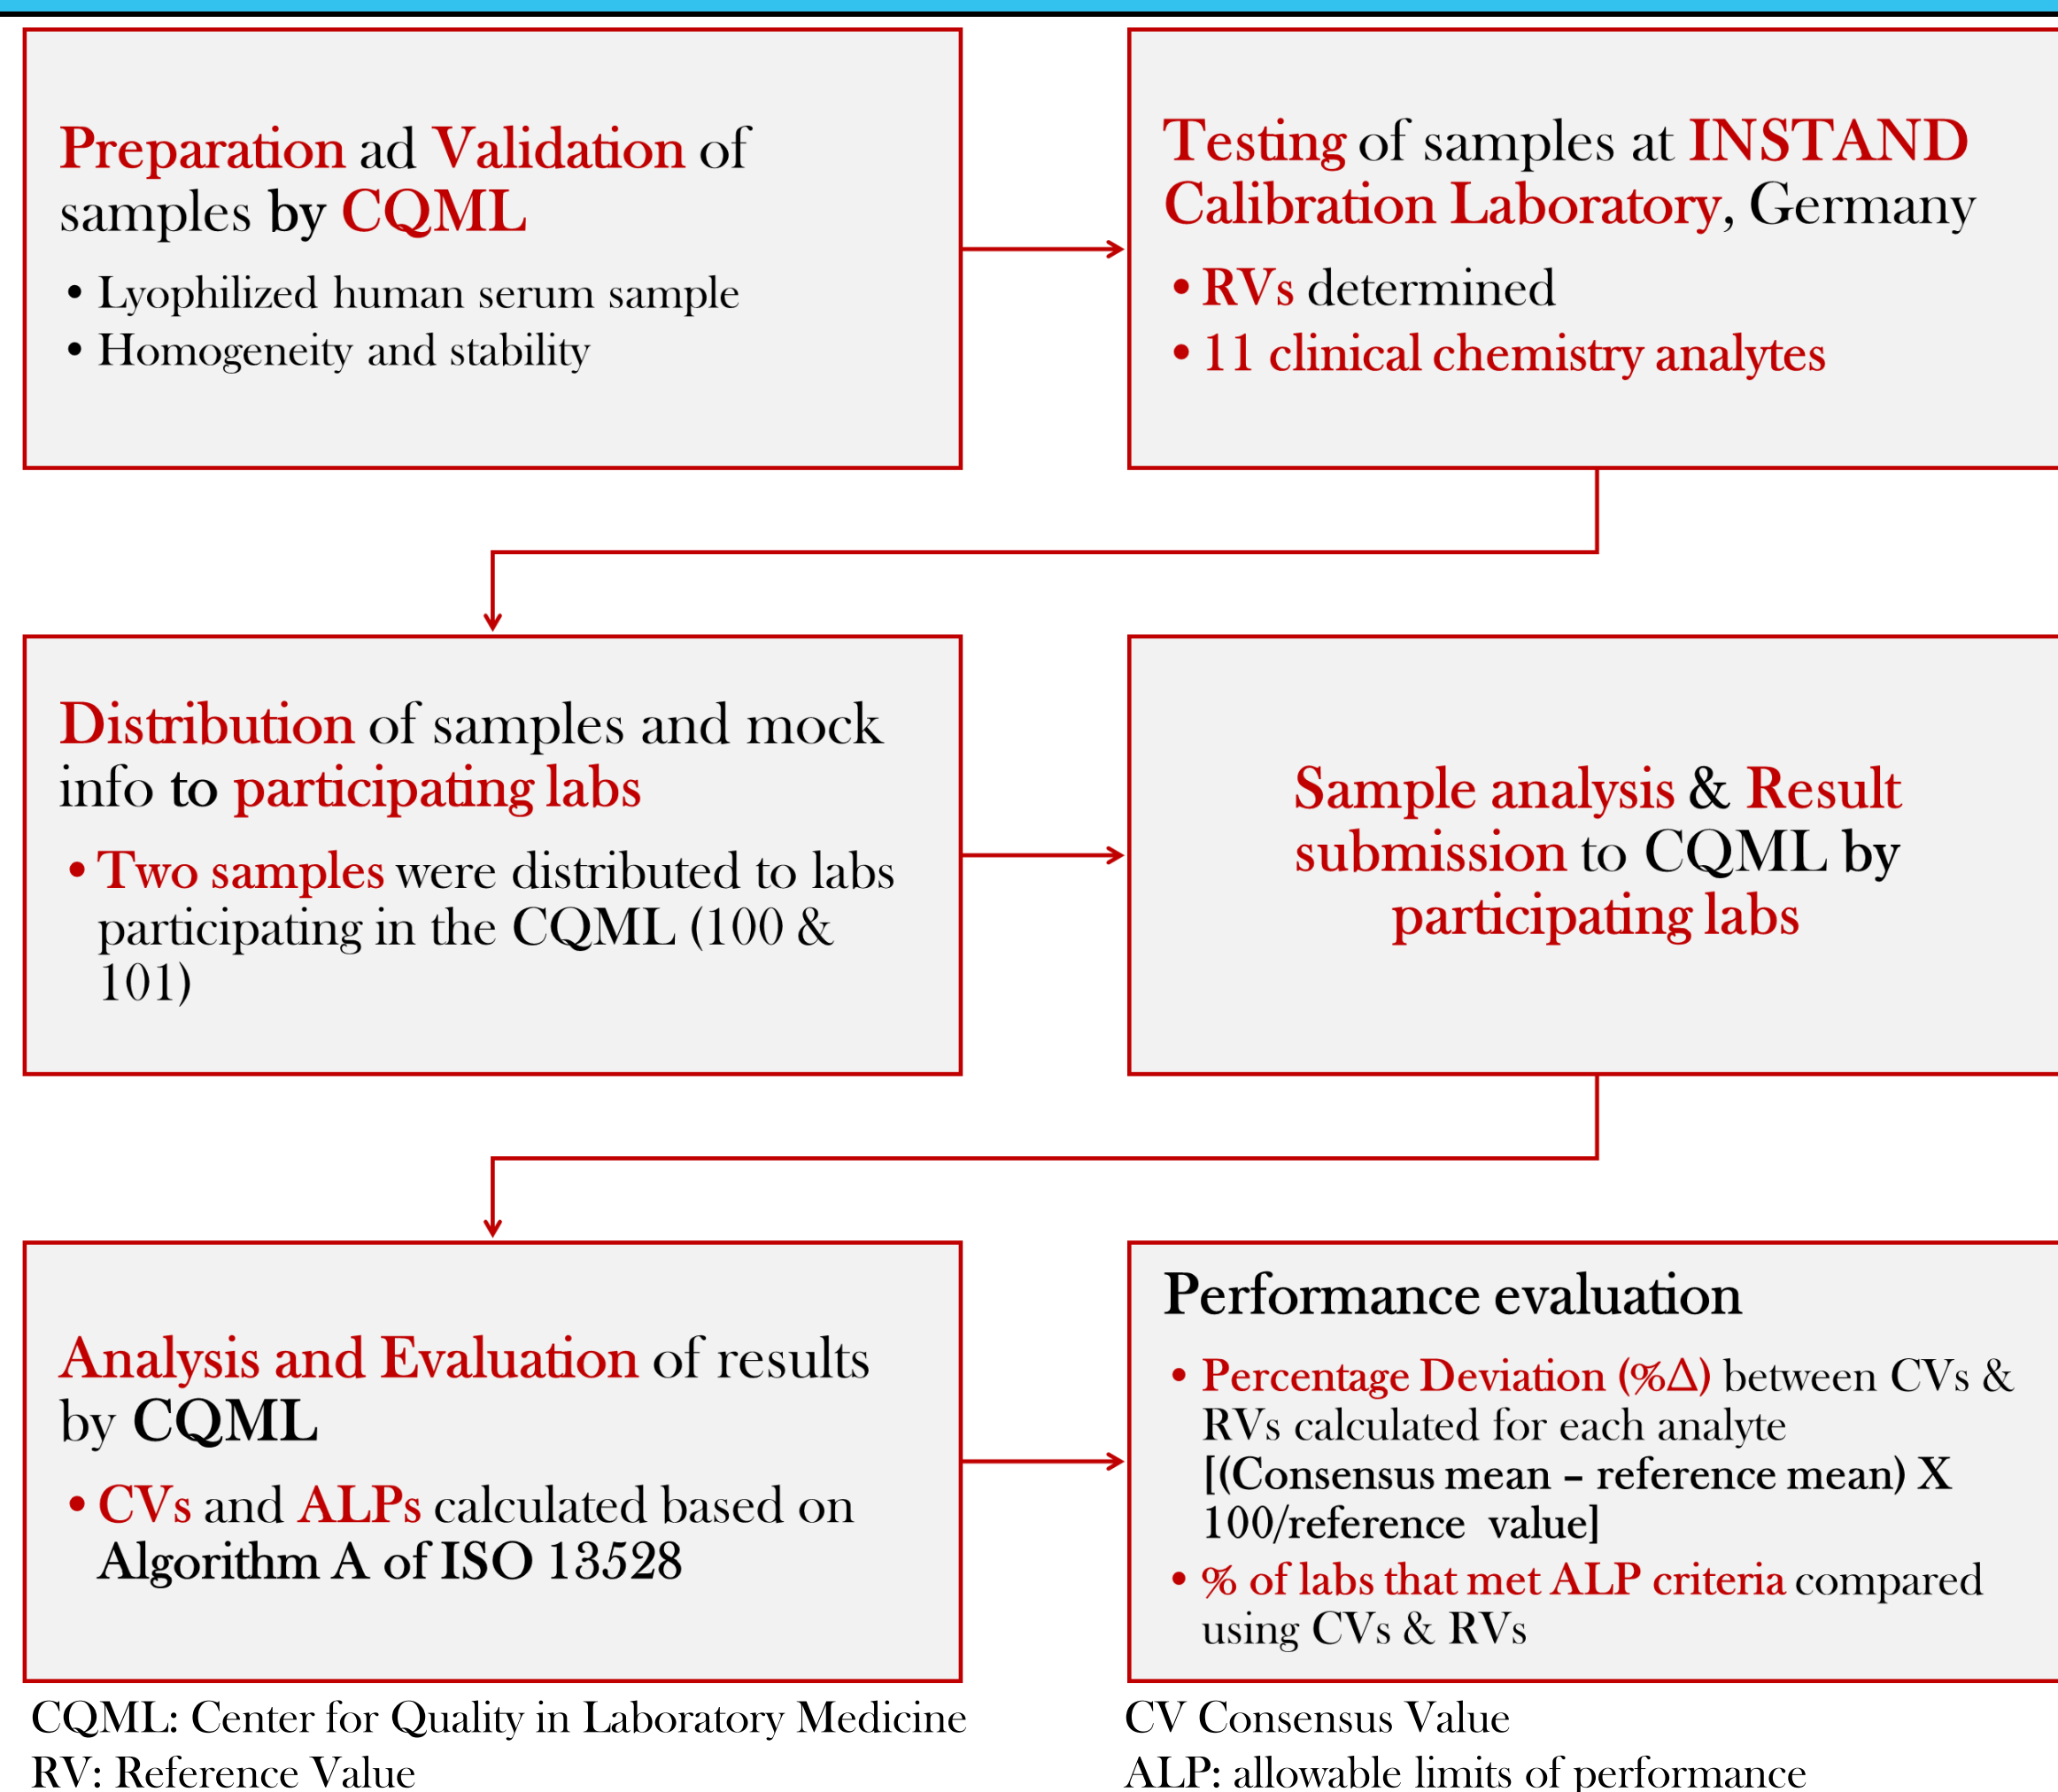 Preparation ad Validation of
samples by CQML
• Lyophilized human serum sample
• Homogeneity and stability
Testing of samples at INSTAND
Calibration Laboratory, Germany
• RVs determined
• 11 clinical chemistry analytes
Distribution of samples and mock
info to participating labs
• Two samples were distributed to labs
participating in the CQML (100 &
101)
Sample analysis & Result
submission to CQML by
participating labs
Analysis and Evaluation of results
by CQML
• CVs and ALPs calculated based on
Algorithm A of ISO 13528
Performance evaluation
• Percentage Deviation (%Δ) between CVs &
RVs calculated for each analyte
[(Consensus mean – reference mean) X
100/reference value]
• % of labs that met ALP criteria compared
using CVs & RVs
CQML: Center for Quality in Laboratory Medicine
RV: Reference Value
CV Consensus Value
ALP: allowable limits of performance